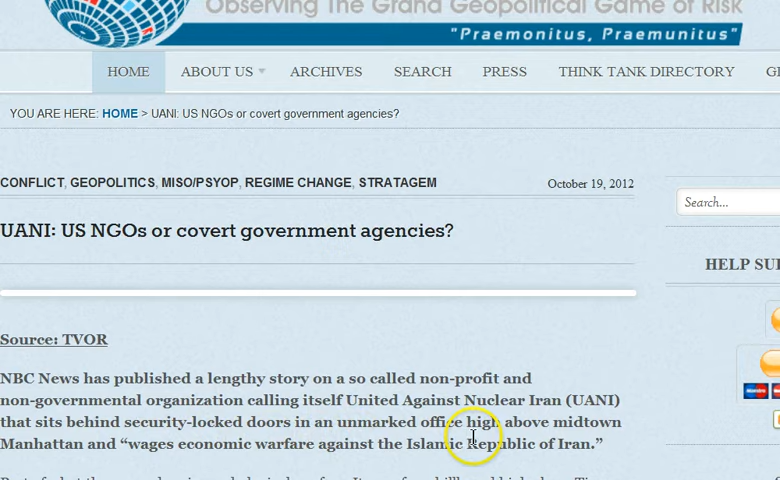 Observing The Grand Geopolitical Game of Risk
"Praemonitus, Praemunitus"
HOME ABOUT US ARCHIVES SEARCH PRESS THINK TANK DIRECTORY
YOU ARE HERE: HOME > UANI: US NGOs or covert government agencies?
CONFLICT, GEOPOLITICS, MISO/PSYOP, REGIME CHANGE, STRATAGEM October 19, 2012
Search...
UANI: US NGOs or covert government agencies?
HELP
Source: TVOR
NBC News has published a lengthy story on a so called non-profit and
non-governmental organization calling itself United Against Nuclear Iran (UANI)
that sits behind security-locked doors in an unmarked office high above midtown
Manhattan and “wages economic warfare against the Islamic Republic of Iran.”